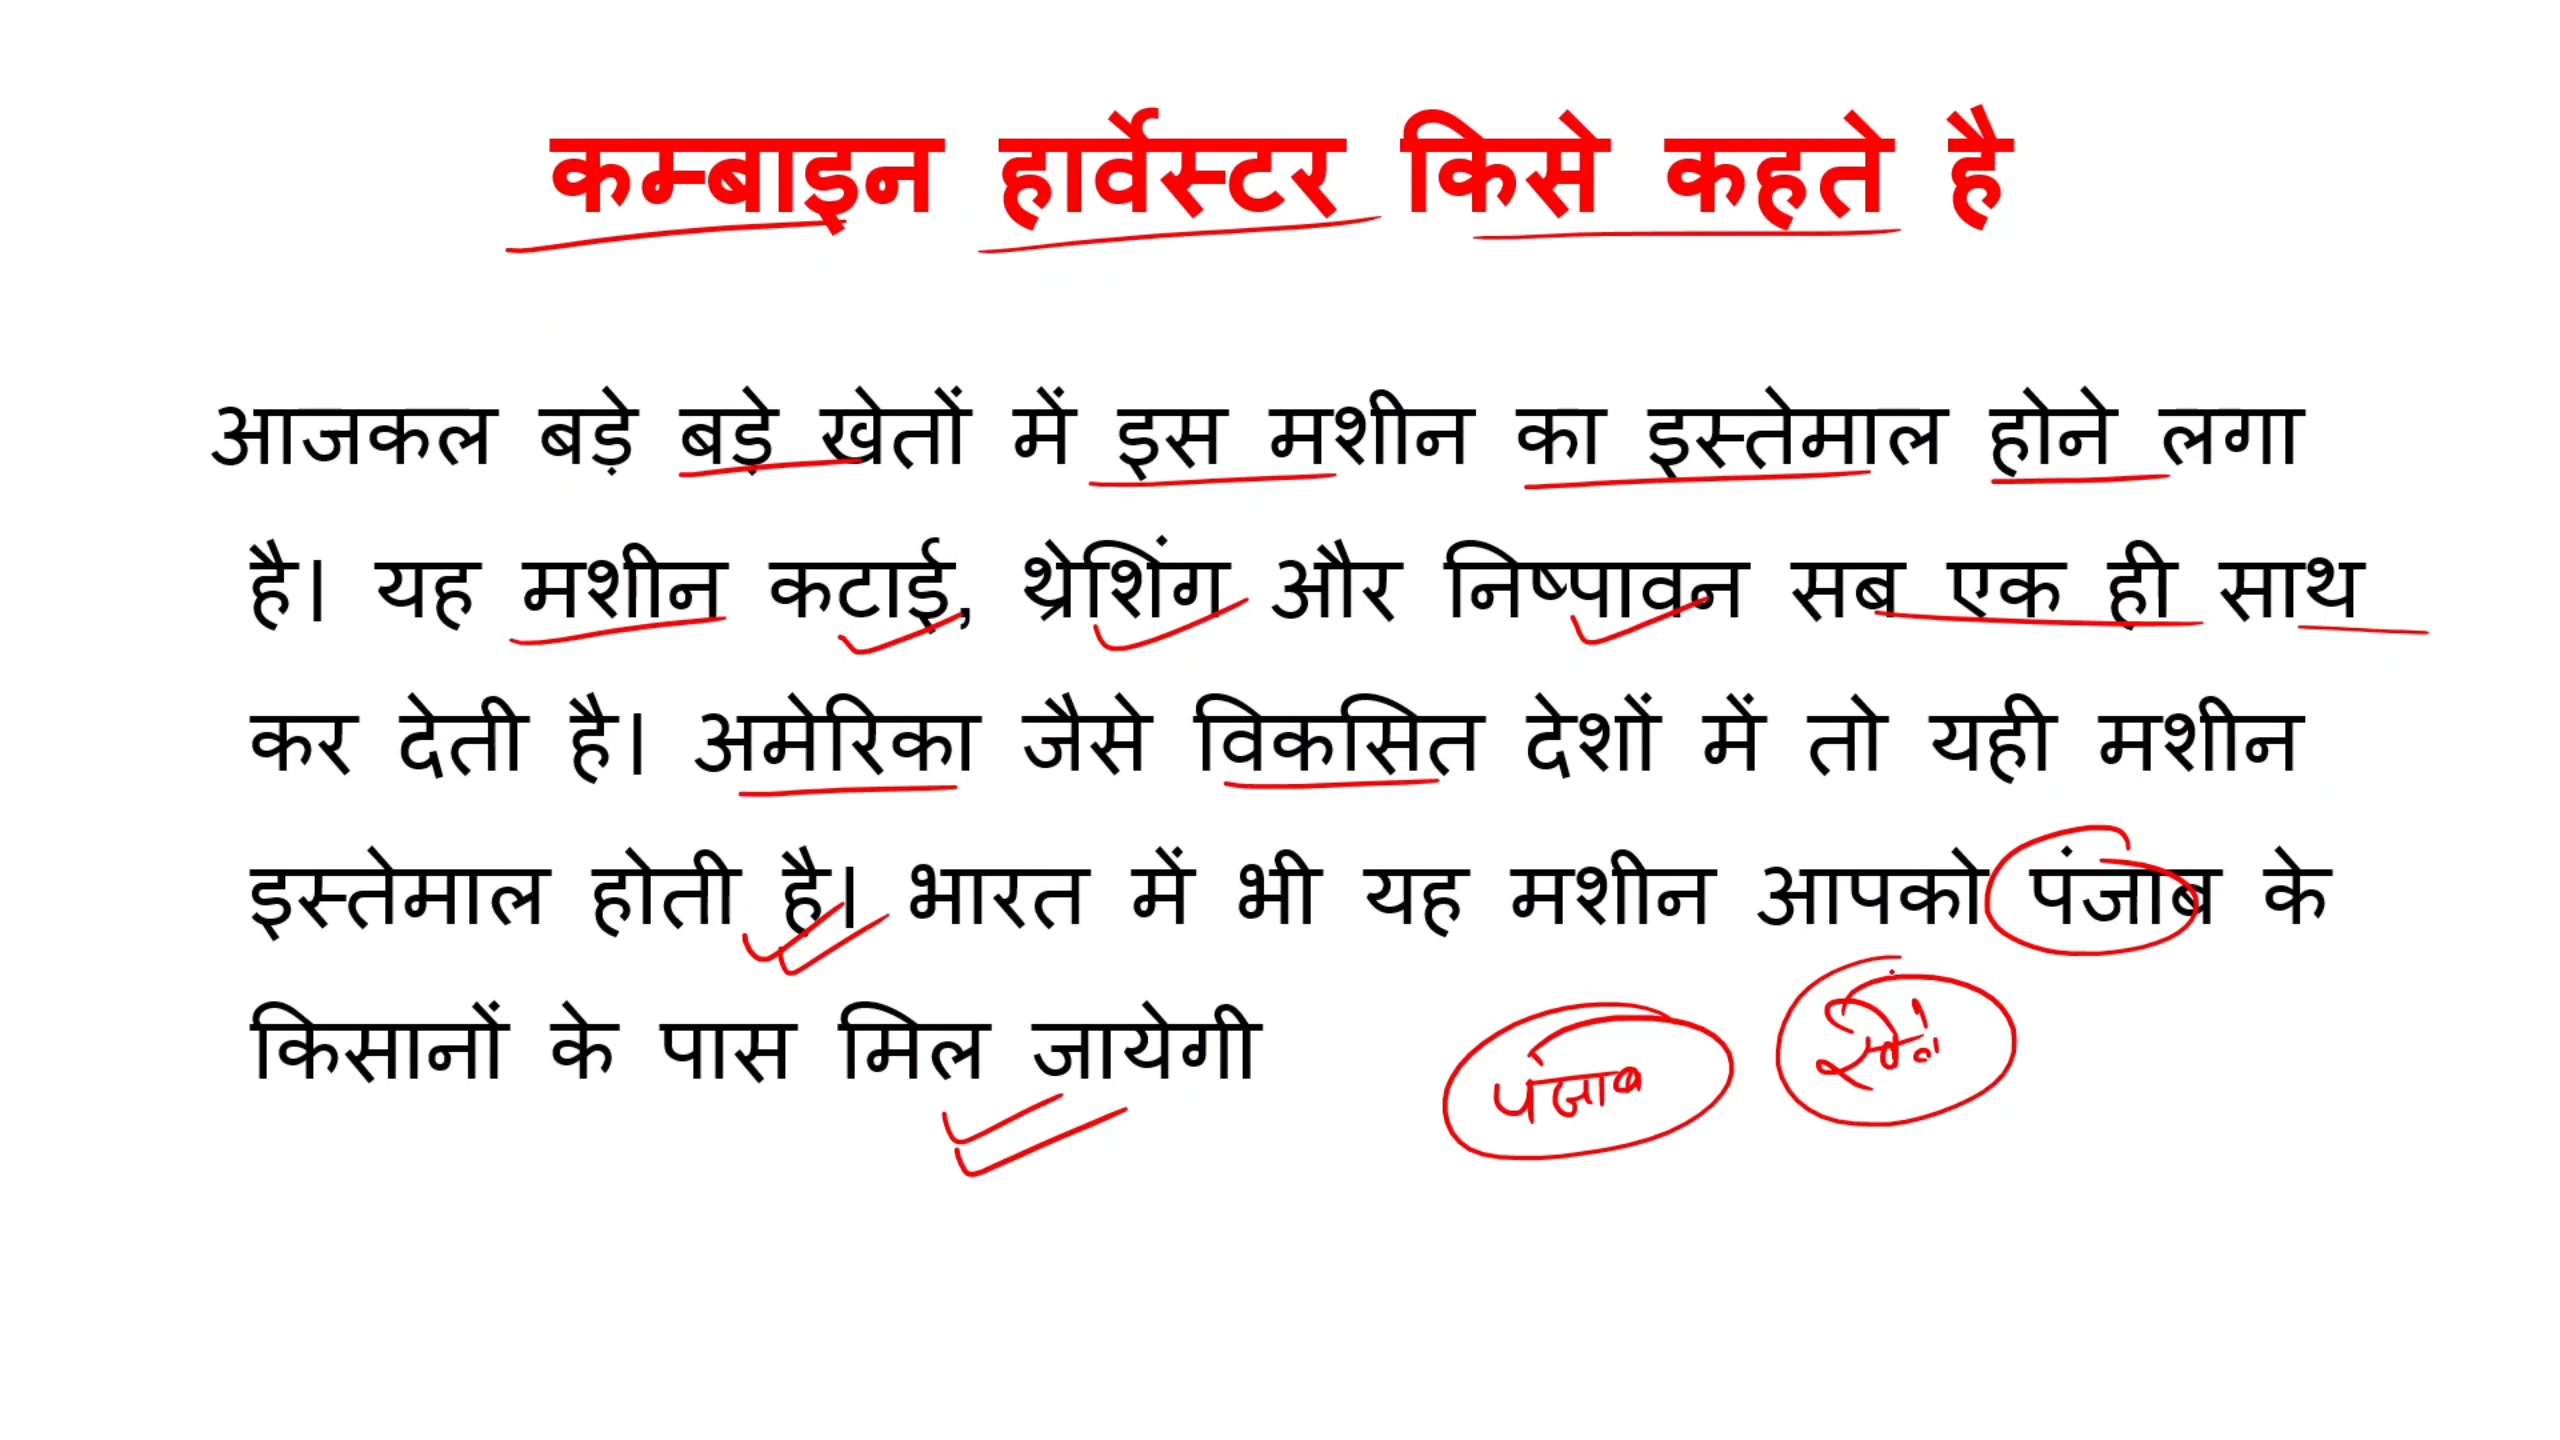 कम्बाइन हार्वेस्टर किसे कहते है
आजकल बड़े बड़े खेतों में इस मशीन का इस्तेमाल होने लगा
है। यह मशीन कटाई, थ्रेशिंग और निष्पावन सब एक ही साथ
कर देती है। अमेरिका जैसे विकसित देशों में तो यही मशीन
इस्तेमाल होती है। भारत में भी यह मशीन आपको पंजाब के
किसानों के पास मिल जायेगी
पंजाब